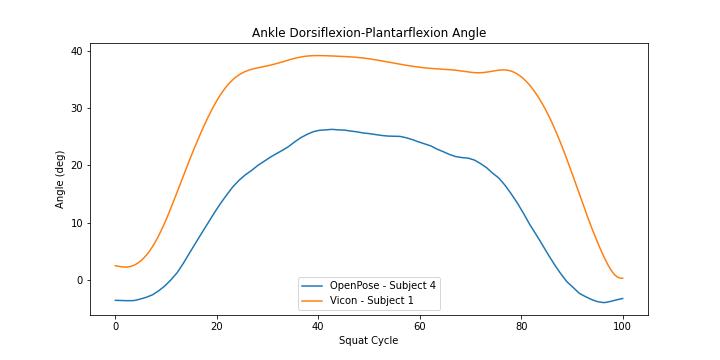 Ankle Dorsiflexion-Plantarflexion Angle
40
30
20
10
0
Angle (deg)
OpenPose - Subject 4
Vicon - Subject 1
0 20 40 60 80 100
Squat Cycle